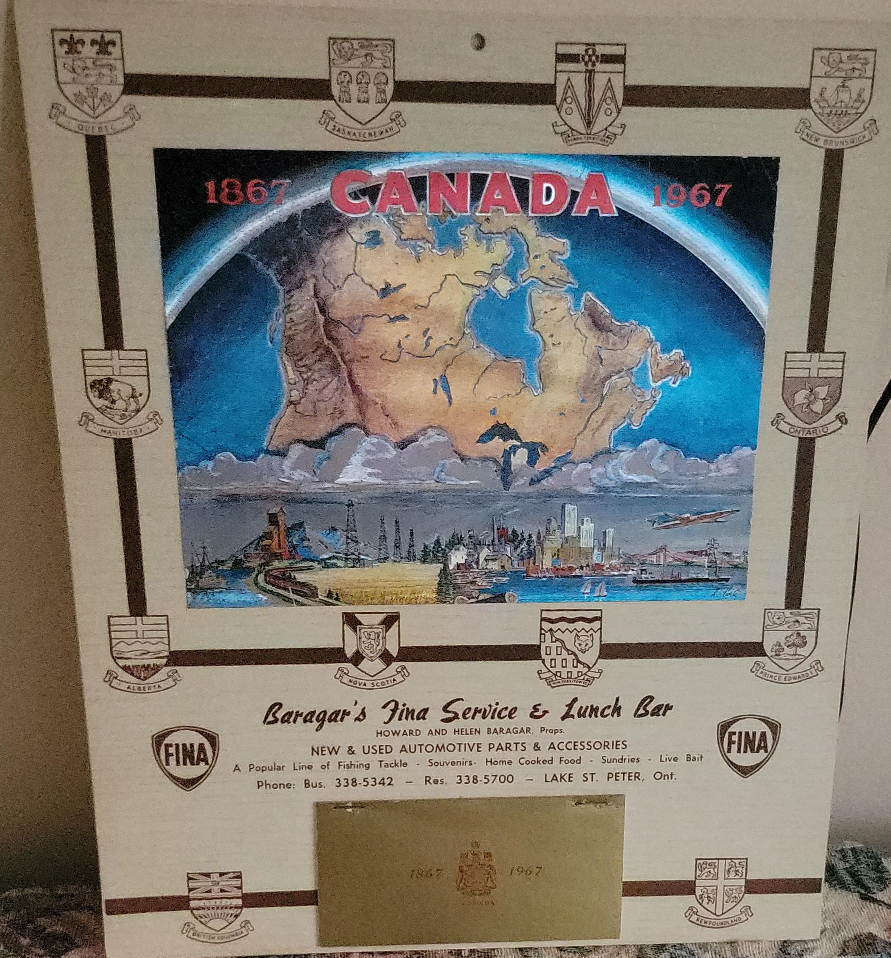 QUEBEC
SASKATCHEWAN
NEW BRUNSWICK
1867 CANADA 1967
MANITOBA
ONTARIO
ALBERTA
NOVA SCOTIA
PRINCE EDWARD
Baragar's Fina Service & Lunch Bar
HOWARD AND HELEN BARAGAR, Props.
FINA
NEW & USED AUTOMOTIVE PARTS & ACCESSORIES
FINA
A Popular Line of Fishing Tackle - Souvenirs- Home Cooked Food - Sundries - Live Bait
Phone: Bus. 338-5342 — Res. 338-5700 — LAKE ST. PETER, Ont.
1867 1967
CANADA
BRITISH COLUMBIA
NEWFOUNDLAND